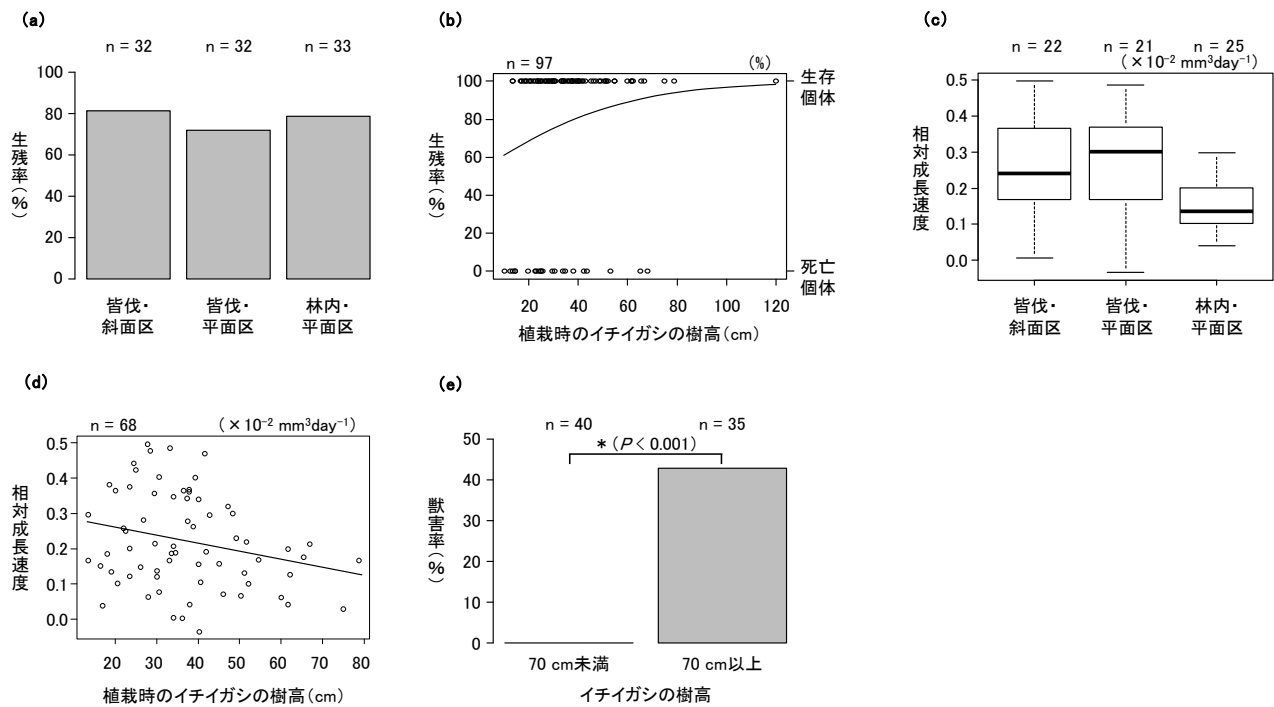 (a)
n = 32
n = 32
n = 33
100
80
60
40
20
0
生残率(%)
皆伐・
斜面区
皆伐・
平面区
林内・
平面区
(b)
n = 97
(%)
100
80
60
40
20
0
生残率(%)
生存
個体
死亡
個体
20
40
60
80
100
120
植栽時のイチイガシの樹高(cm)
(c)
n = 22
n = 21
n = 25
(×10⁻² mm³day⁻¹)
0.5
0.3
0.2
0.1
0.0
相対成長速度
皆伐・
斜面区
皆伐・
平面区
林内・
平面区
(d)
n = 68
(×10⁻² mm³day⁻¹)
0.5
0.4
0.3
0.2
0.1
0.0
相対成長速度
20
30
40
50
60
70
80
植栽時のイチイガシの樹高(cm)
(e)
n = 40
n = 35
* (P < 0.001)
50
40
30
20
10
0
獣害率(%)
70 cm未満
70 cm以上
イチイガシの樹高